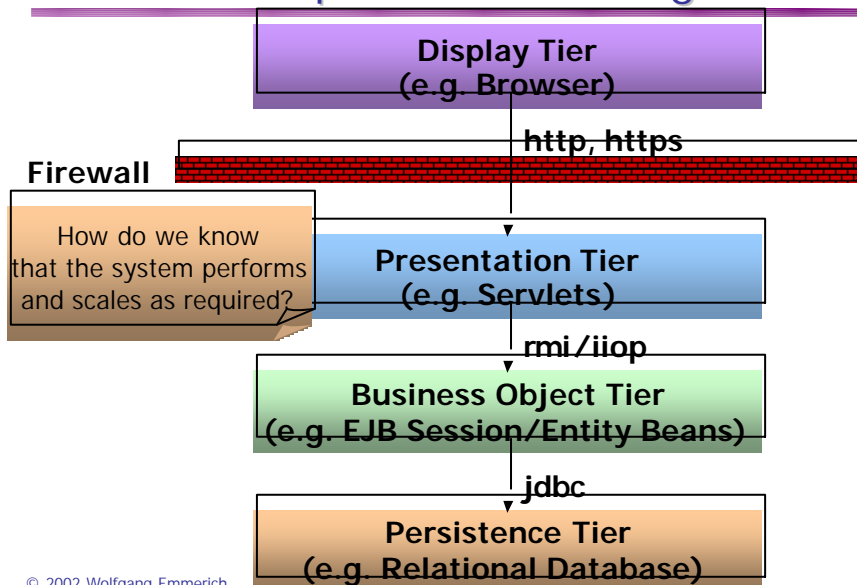 Display Tier
(e.g. Browser)
http, https
Firewall
How do we know
that the system performs
and scales as required?
Presentation Tier
(e.g. Servlets)
rmi/iiop
Business Object Tier
(e.g. EJB Session/Entity Beans)
jdbc
Persistence Tier
(e.g. Relational Database)
© 2002 Wolfgang Emmerich